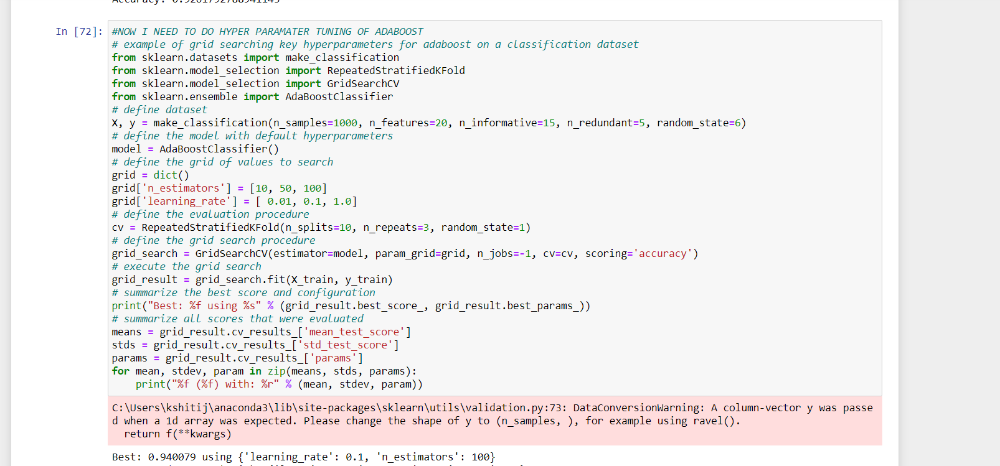 Accuracy: 0.9261792788941145
In [72]: #NOW I NEED TO DO HYPER PARAMATER TUNING OF ADABOOST
# example of grid searching key hyperparameters for adaboost on a classification dataset
from sklearn.datasets import make_classification
from sklearn.model_selection import RepeatedStratifiedKFold
from sklearn.model_selection import GridSearchCV
from sklearn.ensemble import AdaBoostClassifier
# define dataset
X, y = make_classification(n_samples=1000, n_features=20, n_informative=15, n_redundant=5, random_state=6)
# define the model with default hyperparameters
model = AdaBoostClassifier()
# define the grid of values to search
grid = dict()
grid['n_estimators'] = [10, 50, 100]
grid['learning_rate'] = [ 0.01, 0.1, 1.0]
# define the evaluation procedure
cv = RepeatedStratifiedKFold(n_splits=10, n_repeats=3, random_state=1)
# define the grid search procedure
grid_search = GridSearchCV(estimator=model, param_grid=grid, n_jobs=-1, cv=cv, scoring='accuracy')
# execute the grid search
grid_result = grid_search.fit(X_train, y_train)
# summarize the best score and configuration
print("Best: %f using %s" % (grid_result.best_score_, grid_result.best_params_))
# summarize all scores that were evaluated
means = grid_result.cv_results_['mean_test_score']
stds = grid_result.cv_results_['std_test_score']
params = grid_result.cv_results_['params']
for mean, stdev, param in zip(means, stds, params):
    print("%f (%f) with: %r" % (mean, stdev, param))
C:\Users\kshitij\anaconda3\lib\site-packages\sklearn\utils\validation.py:73: DataConversionWarning: A column-vector y was passe
d when a 1d array was expected. Please change the shape of y to (n_samples, ), for example using ravel().
  return f(**kwargs)
Best: 0.940079 using {'learning_rate': 0.1, 'n_estimators': 100}